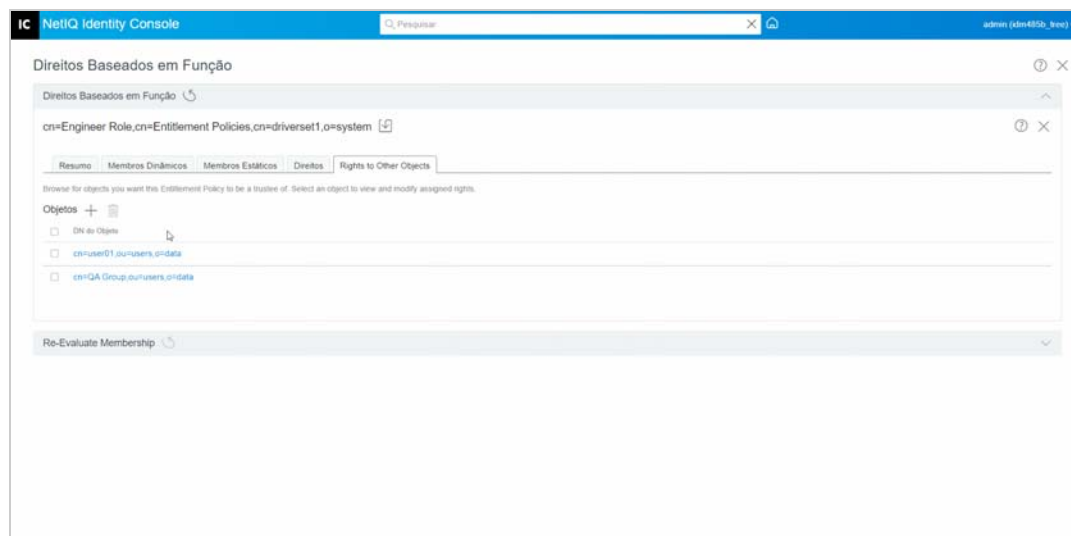 IC NetIQ Identity Console
Pesquisar
admin (idm485b_tree)
Direitos Baseados em Função
Direitos Baseados em Função
cn=Engineer Role,cn=Entitlement Policies,cn=driverset1,o=system
Resumo Membros Dinâmicos Membros Estáticos Direitos Rights to Other Objects
Browse for objects you want this Entitlement Policy to be a trustee of. Select an object to view and modify assigned rights.
Objetos
DN do Objeto
cn=user01,ou=users,o=data
cn=QA Group,ou=users,o=data
Re-Evaluate Membership